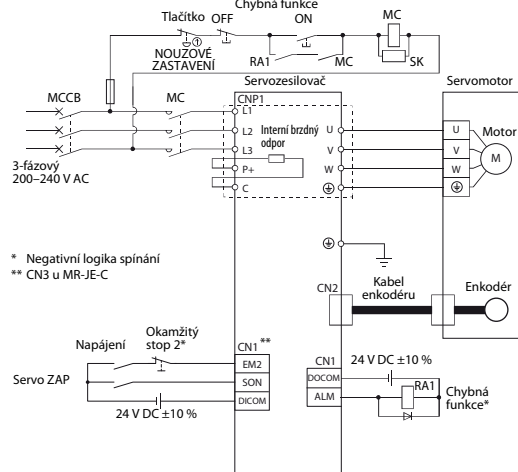 Chybná funkce
Tlačítko OFF ON MC
①
NOUZOVÉ
ZASTAVENÍ
RA1 MC SK
Servozesilovač Servomotor
MCCB MC CNP1
L1
L2
L3
P+
C
Interní brzdný
odpor
U
V
W
U
V
W
Motor
M
3-fázový
200–240 V AC
* Negativní logika spínání
** CN3 u MR-JE-C
CN2
Kabel
enkodéru
Enkodér
Napájení
Okamžitý
stop 2*
CN1 **
EM2
SON
DICOM
Servo ZAP
24 V DC ±10 %
CN1
24 V DC ±10 %
DOCOM
ALM
RA1
Chybná
funkce*